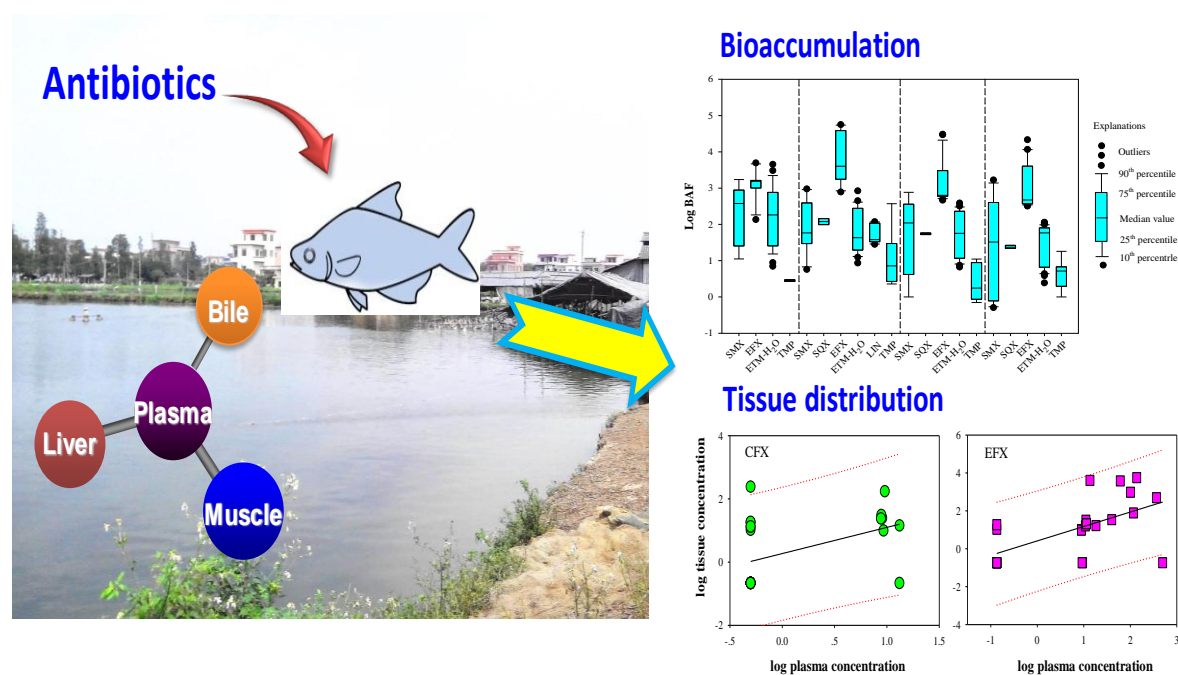 Antibiotics
Bile
Plasma
Liver
Muscle
Bioaccumulation
Log BAF
6
5
4
3
2
1
0
-1
SMX
EFX
ETM-H₂O
TMP
SMX
SQX
EFX
ETM-H₂O
LIN
TMP
SMX
SQX
EFX
ETM-H₂O
TMP
SMX
SQX
EFX
ETM-H₂O
TMP
Explanations
Outliers
90th percentile
75th percentile
Median value
25th percentile
10th percentrle
Tissue distribution
log tissue concentration
4
2
0
-2
CFX
-.5 0.0 .5 1.0 1.5
log plasma concentration
6
4
2
0
-2
-4
EFX
-1 0 1 2 3
log plasma concentration